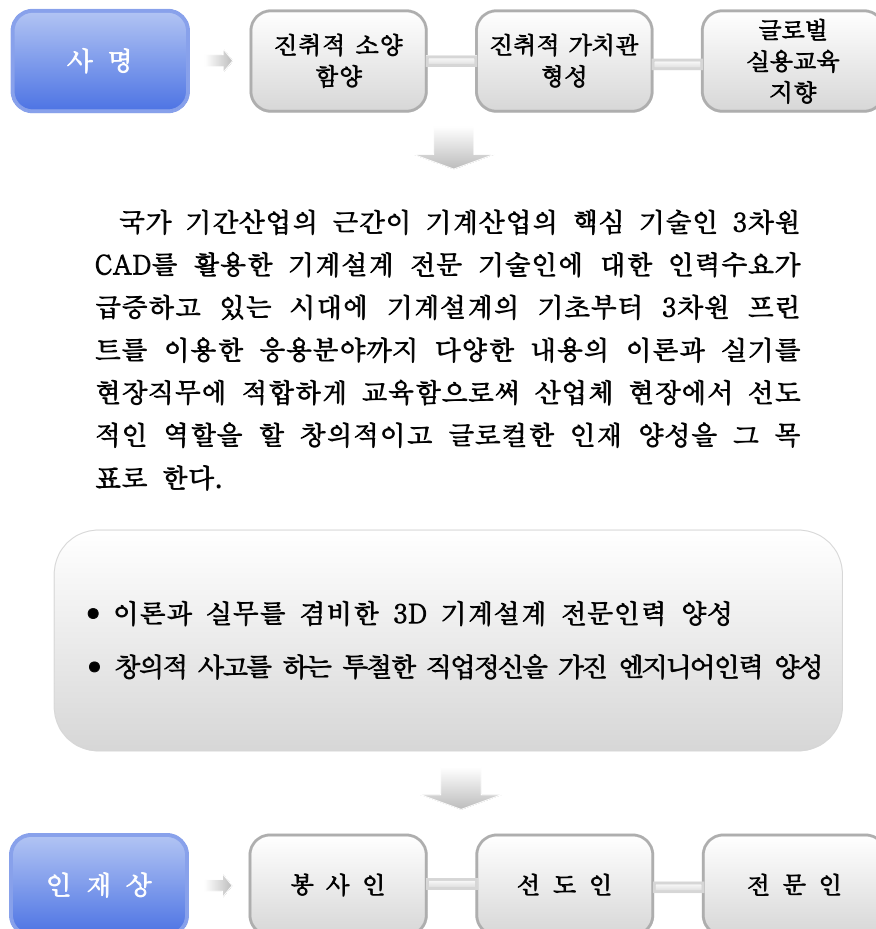 사 명
진취적 소양
함양
진취적 가치관
형성
글로벌
실용교육
지향
국가 기간산업의 근간이 기계산업의 핵심 기술인 3차원
CAD를 활용한 기계설계 전문 기술인에 대한 인력수요가
급증하고 있는 시대에 기계설계의 기초부터 3차원 프린
트를 이용한 응용분야까지 다양한 내용의 이론과 실기를
현장직무에 적합하게 교육함으로써 산업체 현장에서 선도
적인 역할을 할 창의적이고 글로컬한 인재 양성을 그 목
표로 한다.
• 이론과 실무를 겸비한 3D 기계설계 전문인력 양성
• 창의적 사고를 하는 투철한 직업정신을 가진 엔지니어인력 양성
인 재 상
봉 사 인
선 도 인
전 문 인